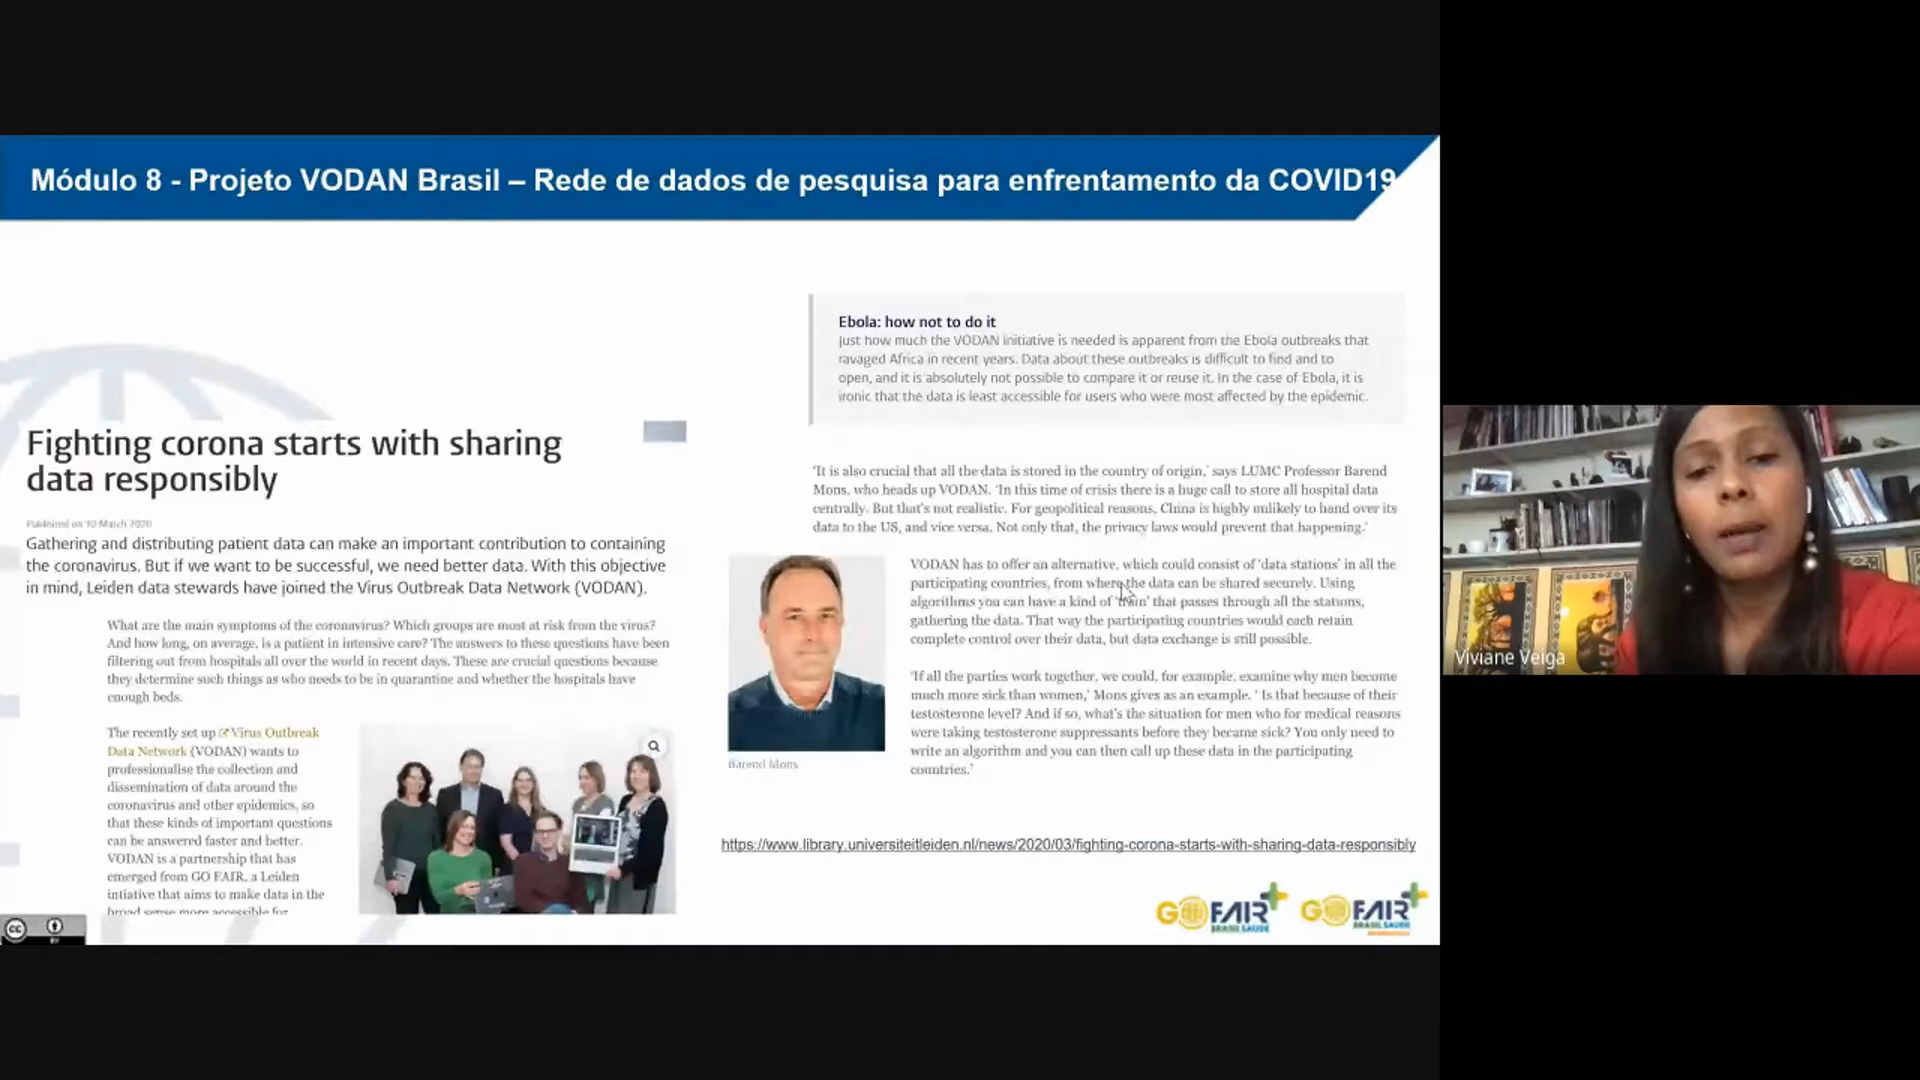 Módulo 8 - Projeto VODAN Brasil – Rede de dados de pesquisa para enfrentamento da COVID19
Fighting corona starts with sharing
data responsibly
Published on 30 March 2020
Gathering and distributing patient data can make an important contribution to containing
the coronavirus. But if we want to be successful, we need better data. With this objective
in mind, Leiden data stewards have joined the Virus Outbreak Data Network (VODAN).
What are the main symptoms of the coronavirus? Which groups are most at risk from the virus?
And how long, on average, is a patient in intensive care? The answers to these questions have been
filtering out from hospitals all over the world in recent days. These are crucial questions because
they determine such things as who needs to be in quarantine and whether the hospitals have
enough beds.
The recently set up Virus Outbreak
Data Network (VODAN) wants to
professionalise the collection and
dissemination of data around the
coronavirus and other epidemics, so
that these kinds of important questions
can be answered faster and better.
VODAN is a partnership that has
emerged from GO FAIR, a Leiden
intiative that aims to make data in the
broad sense more accessible for
Ebola: how not to do it
Just how much the VODAN initiative is needed is apparent from the Ebola outbreaks that
ravaged Africa in recent years. Data about these outbreaks is difficult to find and to
open, and it is absolutely not possible to compare it or reuse it. In the case of Ebola, it is
ironic that the data is least accessible for users who were most affected by the epidemic.
'It is also crucial that all the data is stored in the country of origin,' says LUMC Professor Barend
Mons, who heads up VODAN. 'In this time of crisis there is a huge call to store all hospital data
centrally. But that's not realistic. For geopolitical reasons, China is highly unlikely to hand over its
data to the US, and vice versa. Not only that, the privacy laws would prevent that happening.'
VODAN has to offer an alternative, which could consist of 'data stations' in all the
participating countries, from where the data can be shared securely. Using
algorithms you can have a kind of 'train' that passes through all the stations,
gathering the data. That way the participating countries would each retain
complete control over their data, but data exchange is still possible.
'If all the parties work together, we could, for example, examine why men become
much more sick than women,' Mons gives as an example. ' Is that because of their
testosterone level? And if so, what's the situation for men who for medical reasons
were taking testosterone suppressants before they became sick? You only need to
write an algorithm and you can then call up these data in the participating
countries.'
Barend Mons
https://www.library.universiteitleiden.nl/news/2020/03/fighting-corona-starts-with-sharing-data-responsibly
cc
BY
GO FAIR
BRASIL SAÚDE
GO FAIR
BRASIL SAÚDE
Viviane Veiga